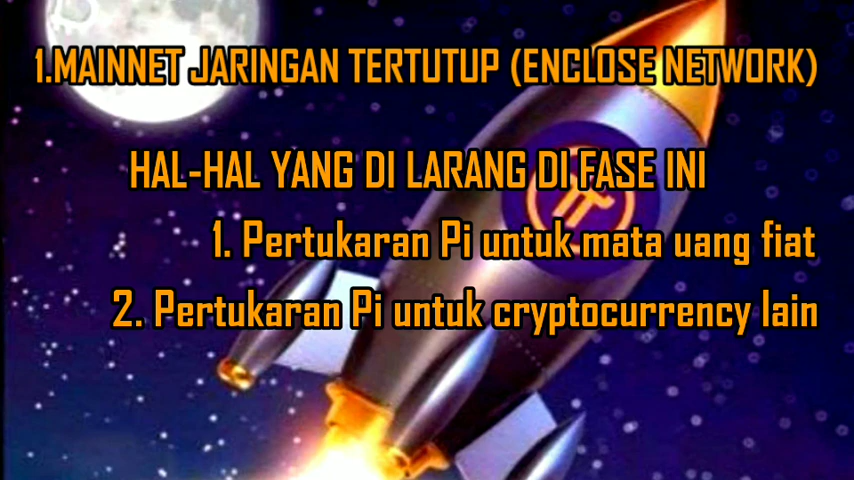 1.MAINNET JARINGAN TERTUTUP (ENCLOSE NETWORK)
HAL-HAL YANG DI LARANG DI FASE INI
1. Pertukaran Pi untuk mata uang fiat
2. Pertukaran Pi untuk cryptocurrency lain